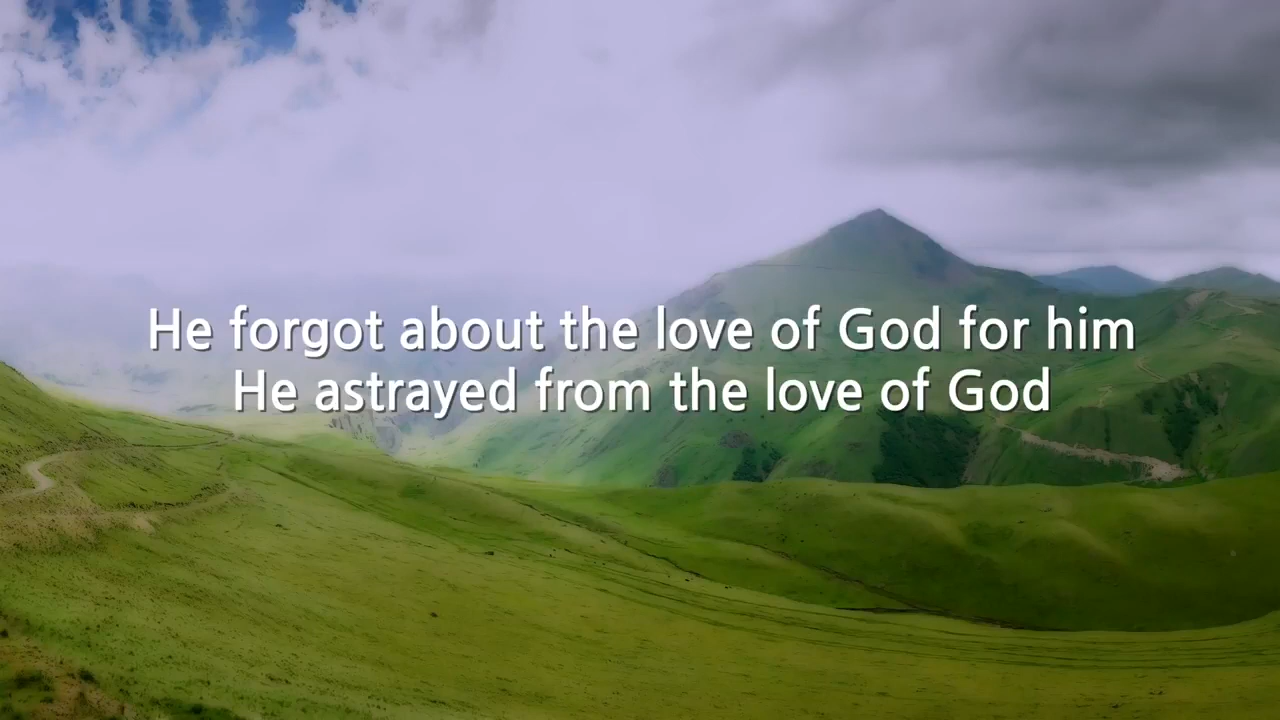 He forgot about the love of God for him
He astrayed from the love of God